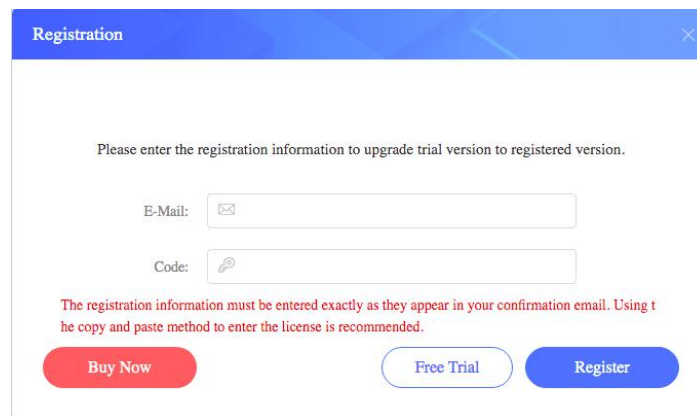 Registration
Please enter the registration information to upgrade trial version to registered version.
E-Mail:
Code:
The registration information must be entered exactly as they appear in your confirmation email. Using t
he copy and paste method to enter the license is recommended.
Buy Now
Free Trial
Register